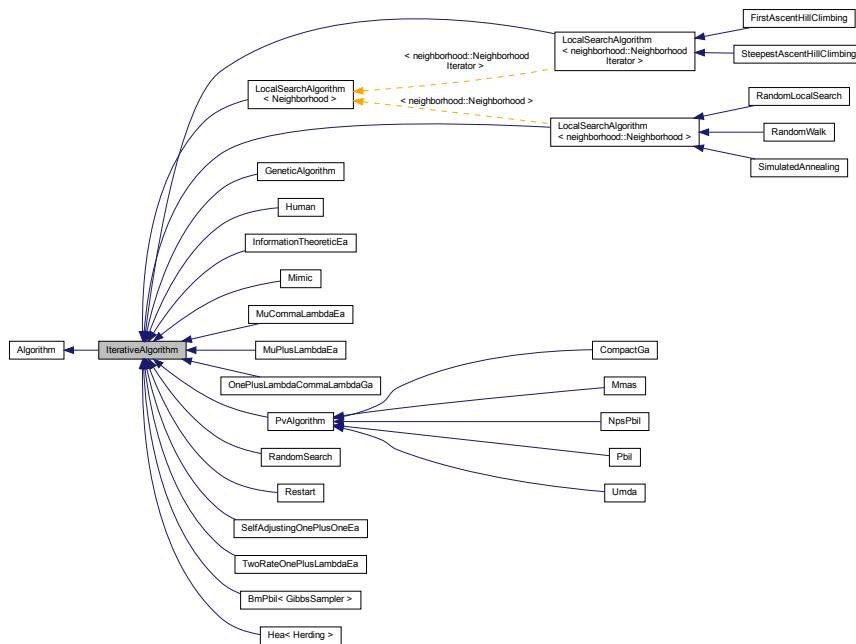 FirstAscentHillClimbing
LocalSearchAlgorithm
< neighborhood::Neighborhood
Iterator >
SteepestAscentHillClimbing
< neighborhood::Neighborhood
Iterator >
LocalSearchAlgorithm
< Neighborhood >
< neighborhood::Neighborhood >
RandomLocalSearch
LocalSearchAlgorithm
< neighborhood::Neighborhood >
RandomWalk
SimulatedAnnealing
GeneticAlgorithm
Human
InformationTheoreticEa
Mimic
MuCommaLambdaEa
Algorithm
IterativeAlgorithm
MuPlusLambdaEa
CompactGa
OnePlusLambdaCommaLambdaGa
Mmas
PvAlgorithm
NpsPbil
RandomSearch
Pbil
Restart
Umda
SelfAdjustingOnePlusOneEa
TwoRateOnePlusLambdaEa
BmPbil< GibbsSampler >
Hea< Herding >